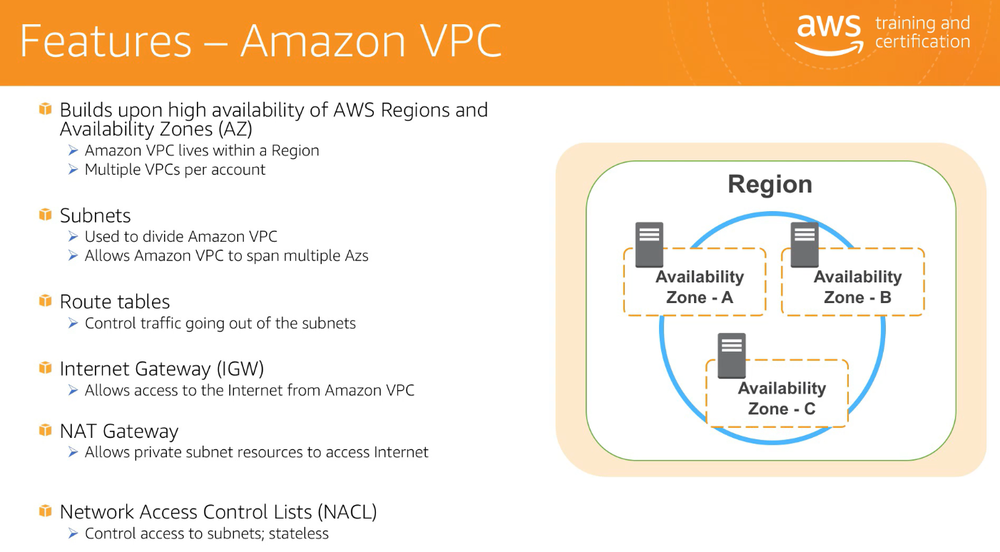 Features – Amazon VPC
aws training and
certification
Builds upon high availability of AWS Regions and
Availability Zones (AZ)
Amazon VPC lives within a Region
Multiple VPCs per account
Subnets
Used to divide Amazon VPC
Allows Amazon VPC to span multiple Azs
Route tables
Control traffic going out of the subnets
Internet Gateway (IGW)
Allows access to the Internet from Amazon VPC
NAT Gateway
Allows private subnet resources to access Internet
Network Access Control Lists (NACL)
Control access to subnets; stateless
Region
Availability
Zone - A
Availability
Zone - B
Availability
Zone - C